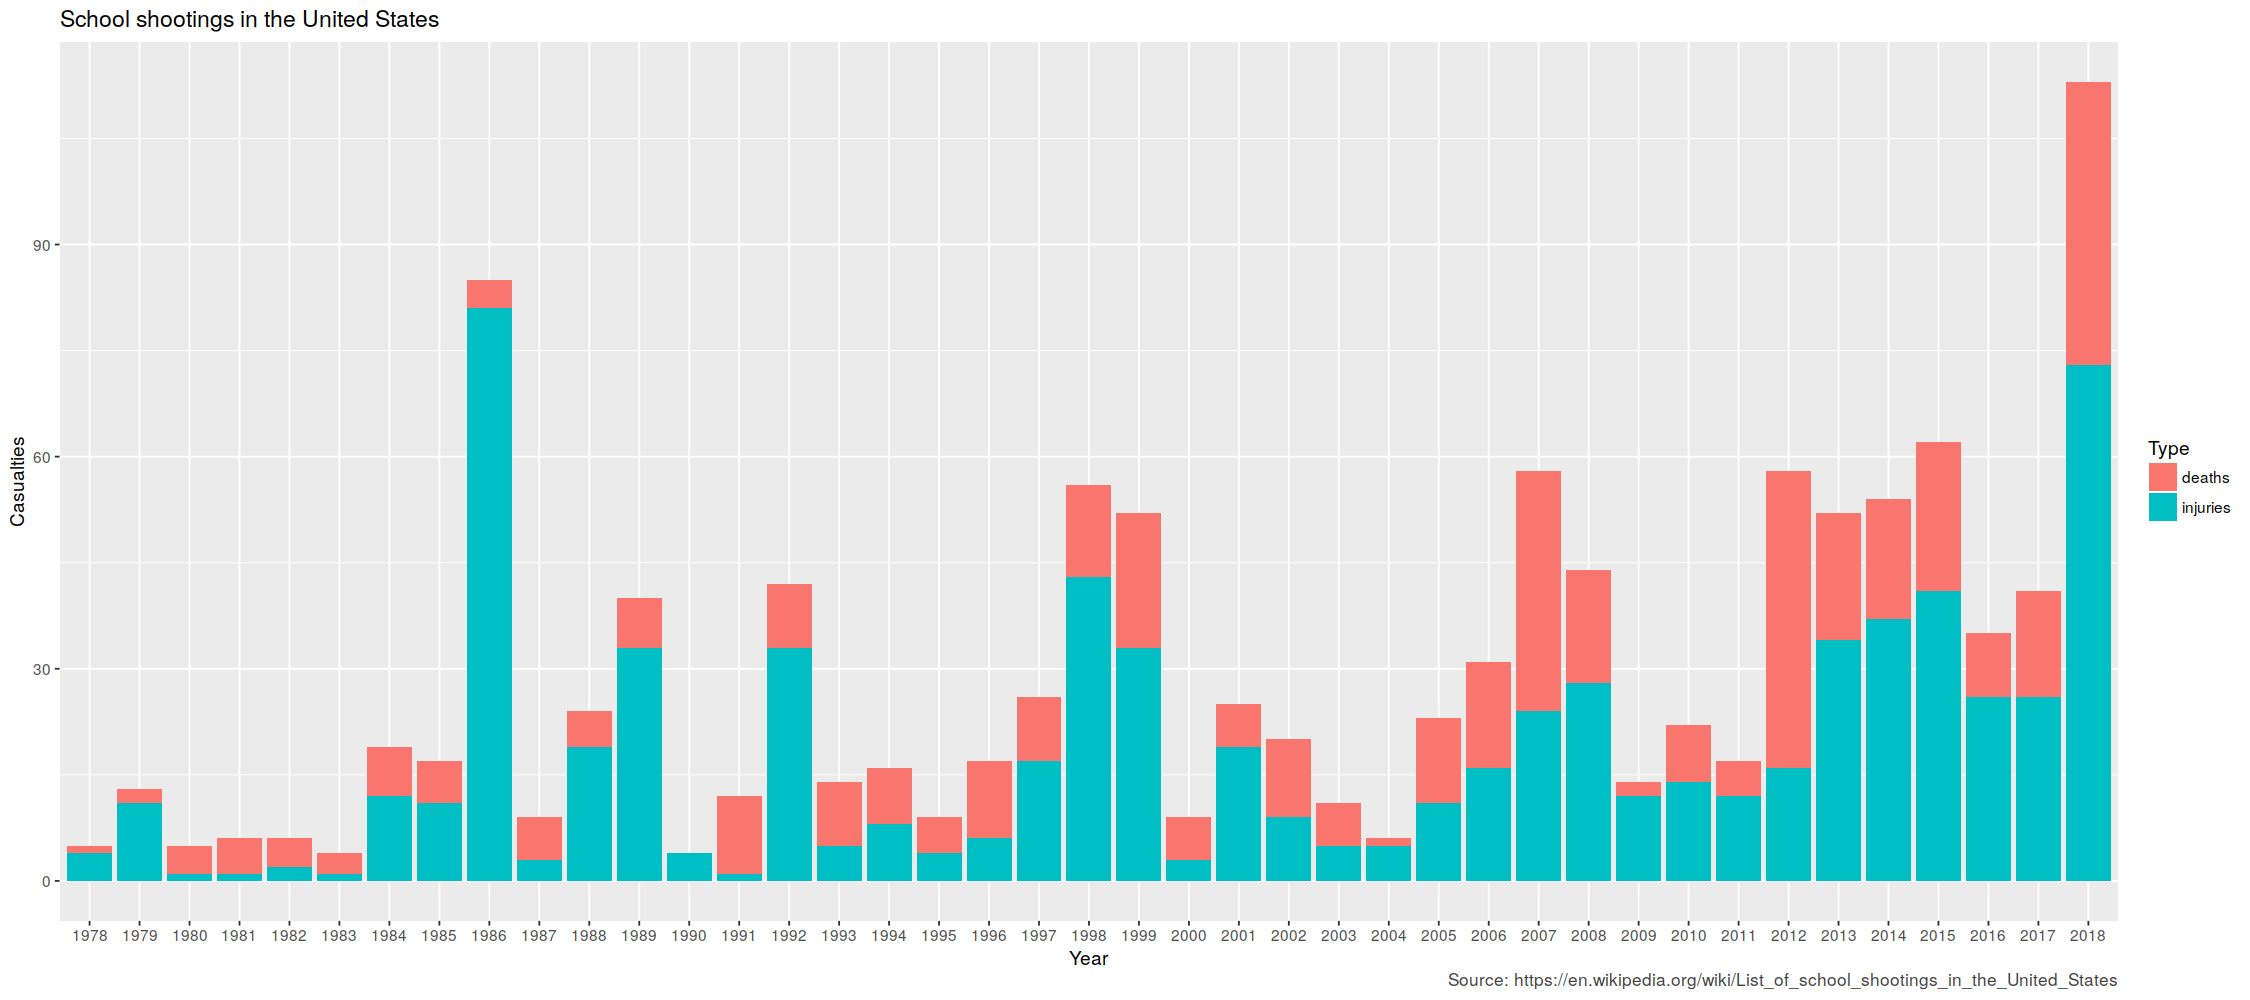 School shootings in the United States
Casualties
90
60
30
0
1978 1979 1980 1981 1982 1983 1984 1985 1986 1987 1988 1989 1990 1991 1992 1993 1994 1995 1996 1997 1998 1999 2000 2001 2002 2003 2004 2005 2006 2007 2008 2009 2010 2011 2012 2013 2014 2015 2016 2017 2018
Year
Type
deaths
injuries
Source: https://en.wikipedia.org/wiki/List_of_school_shootings_in_the_United_States